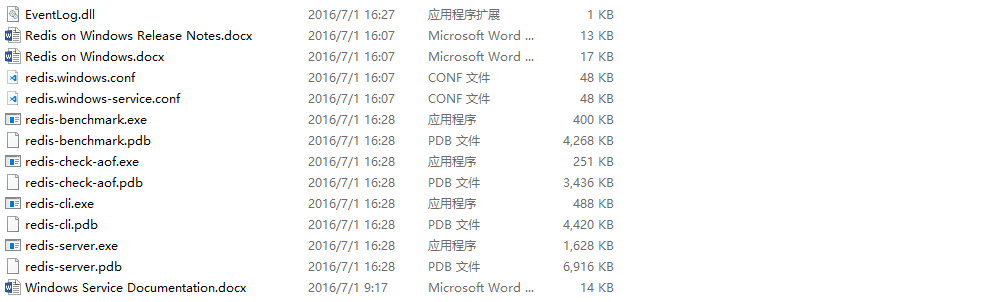 EventLog.dll 2016/7/1 16:27 应用程序扩展 1 KB
Redis on Windows Release Notes.docx 2016/7/1 16:07 Microsoft Word ... 13 KB
Redis on Windows.docx 2016/7/1 16:07 Microsoft Word ... 17 KB
redis.windows.conf 2016/7/1 16:07 CONF 文件 48 KB
redis.windows-service.conf 2016/7/1 16:07 CONF 文件 48 KB
redis-benchmark.exe 2016/7/1 16:28 应用程序 400 KB
redis-benchmark.pdb 2016/7/1 16:28 PDB 文件 4,268 KB
redis-check-aof.exe 2016/7/1 16:28 应用程序 251 KB
redis-check-aof.pdb 2016/7/1 16:28 PDB 文件 3,436 KB
redis-cli.exe 2016/7/1 16:28 应用程序 488 KB
redis-cli.pdb 2016/7/1 16:28 PDB 文件 4,420 KB
redis-server.exe 2016/7/1 16:28 应用程序 1,628 KB
redis-server.pdb 2016/7/1 16:28 PDB 文件 6,916 KB
Windows Service Documentation.docx 2016/7/1 9:17 Microsoft Word ... 14 KB